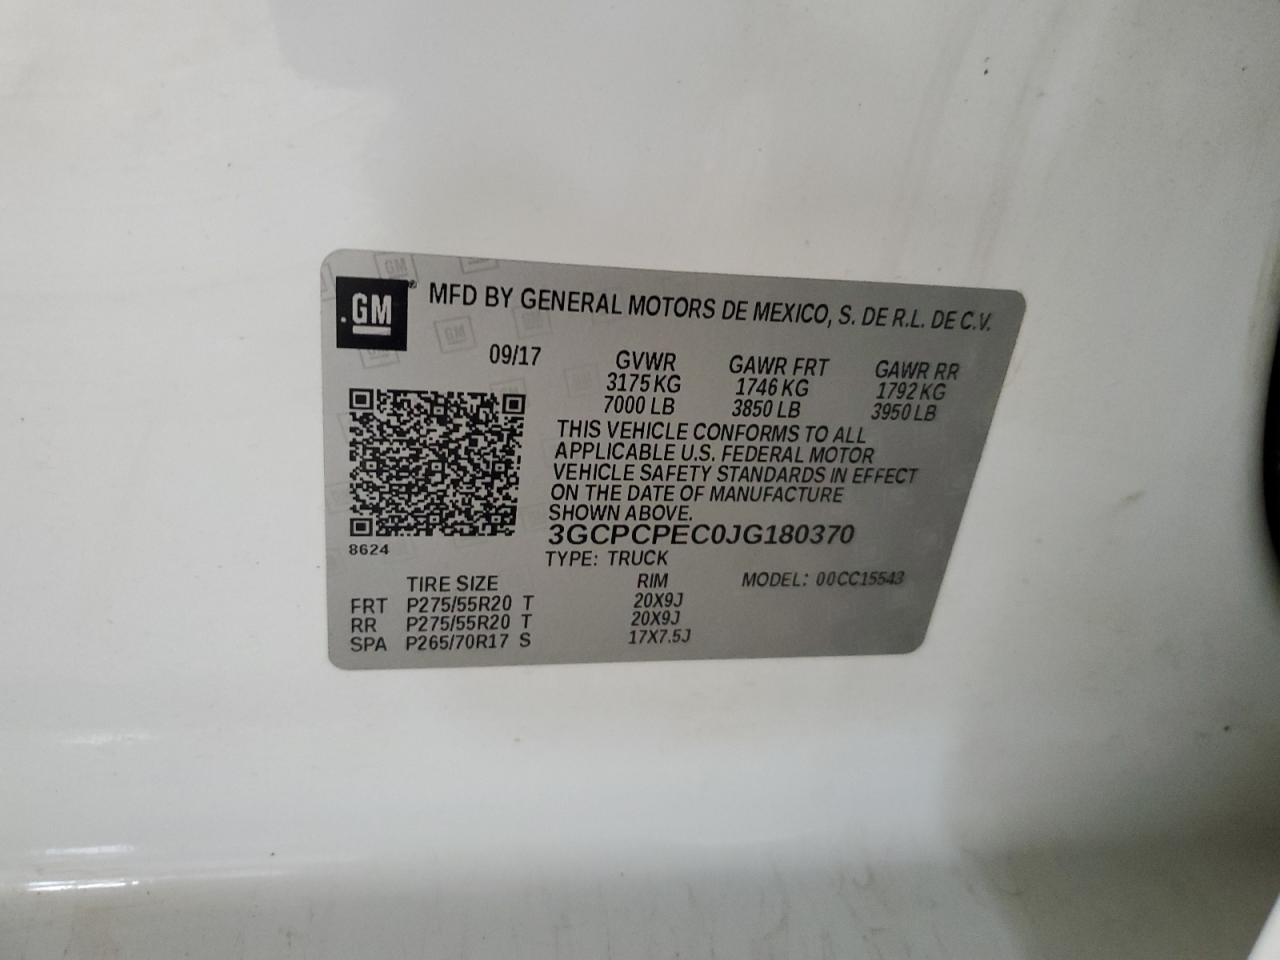 GM® MFD BY GENERAL MOTORS DE MEXICO, S. DE R.L. DE C.V.
09/17 GVWR GAWR FRT GAWR RR
3175 KG 1746 KG 1792 KG
7000 LB 3850 LB 3950 LB
THIS VEHICLE CONFORMS TO ALL
APPLICABLE U.S. FEDERAL MOTOR
VEHICLE SAFETY STANDARDS IN EFFECT
ON THE DATE OF MANUFACTURE
SHOWN ABOVE.
3GCPCPEC0JG180370
8624 TYPE: TRUCK
TIRE SIZE RIM MODEL: 00CC15543
FRT P275/55R20 T 20X9J
RR P275/55R20 T 20X9J
SPA P265/70R17 S 17X7.5J